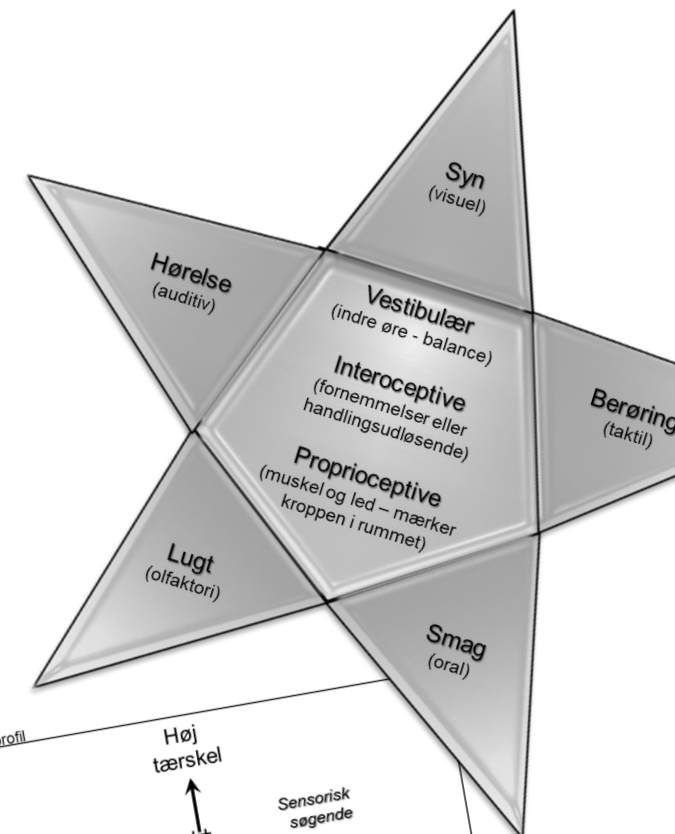 Syn
(visuel)
Hørelse
(auditiv)
Vestibulær
(indre øre - balance)
Interoceptive
(fornemmelser eller
handlingsudløsende)
Proprioceptive
(muskel og led – mærker
kroppen i rummet)
Berøring
(taktil)
Lugt
(olfaktori)
Smag
(oral)
Høj
tærskel
Sensorisk
søgende